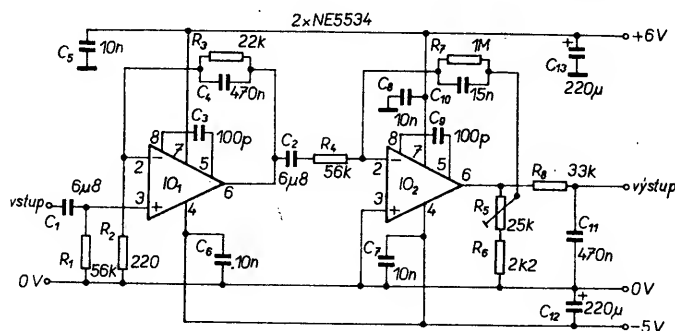 2xNE5534
+6V
C5
10n
R3
22k
C4
470n
R7
1M
C10
15n
C13
+
220µ
C8
10n
C3
100p
C9
100p
8
7
5
2
3
4
6
−
+
IO1
C2
6µ8
R4
56k
8
7
5
2
3
4
6
−
+
IO2
R8
33k
výstup
vstup
C1
6µ8
R1
56k
R2
220
C6
10n
C7
10n
R5
25k
R6
2k2
C11
470n
0V
0V
C12
+
220µ
−5V